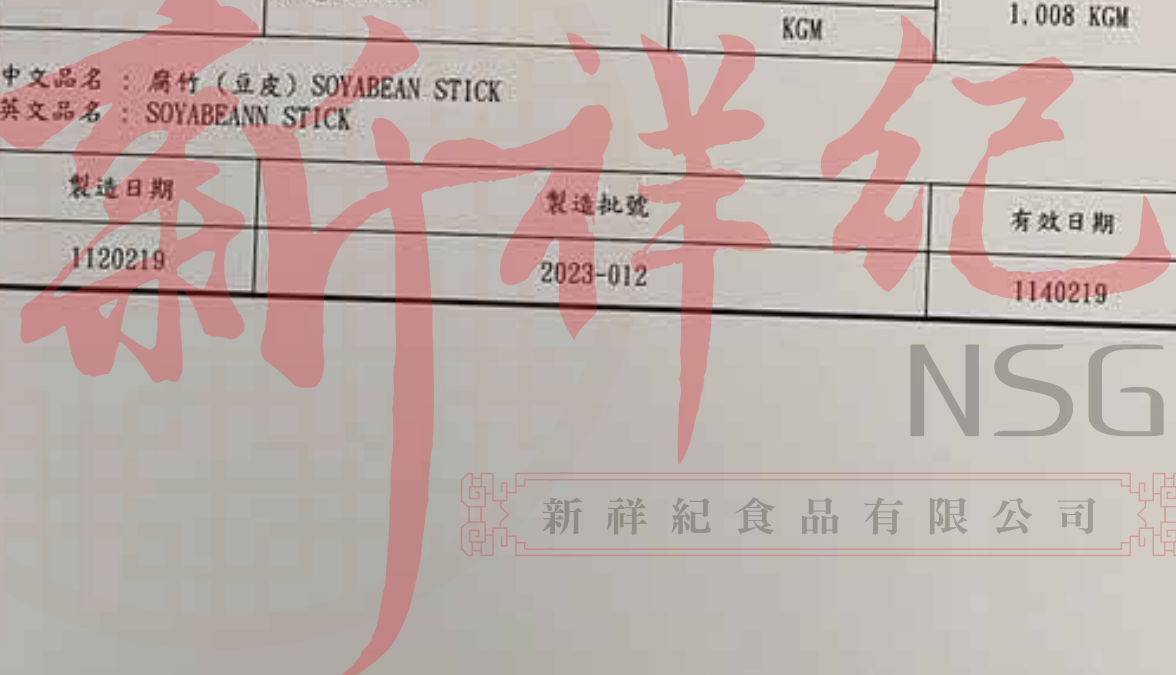 KGM
1,008 KGM
中文品名 : 腐竹 (豆皮) SOYABEAN STICK
英文品名 : SOYABEANN STICK
製造日期 製造批號 有效日期
1120219 2023-012 1140219
新祥紀
NSG
新祥紀食品有限公司